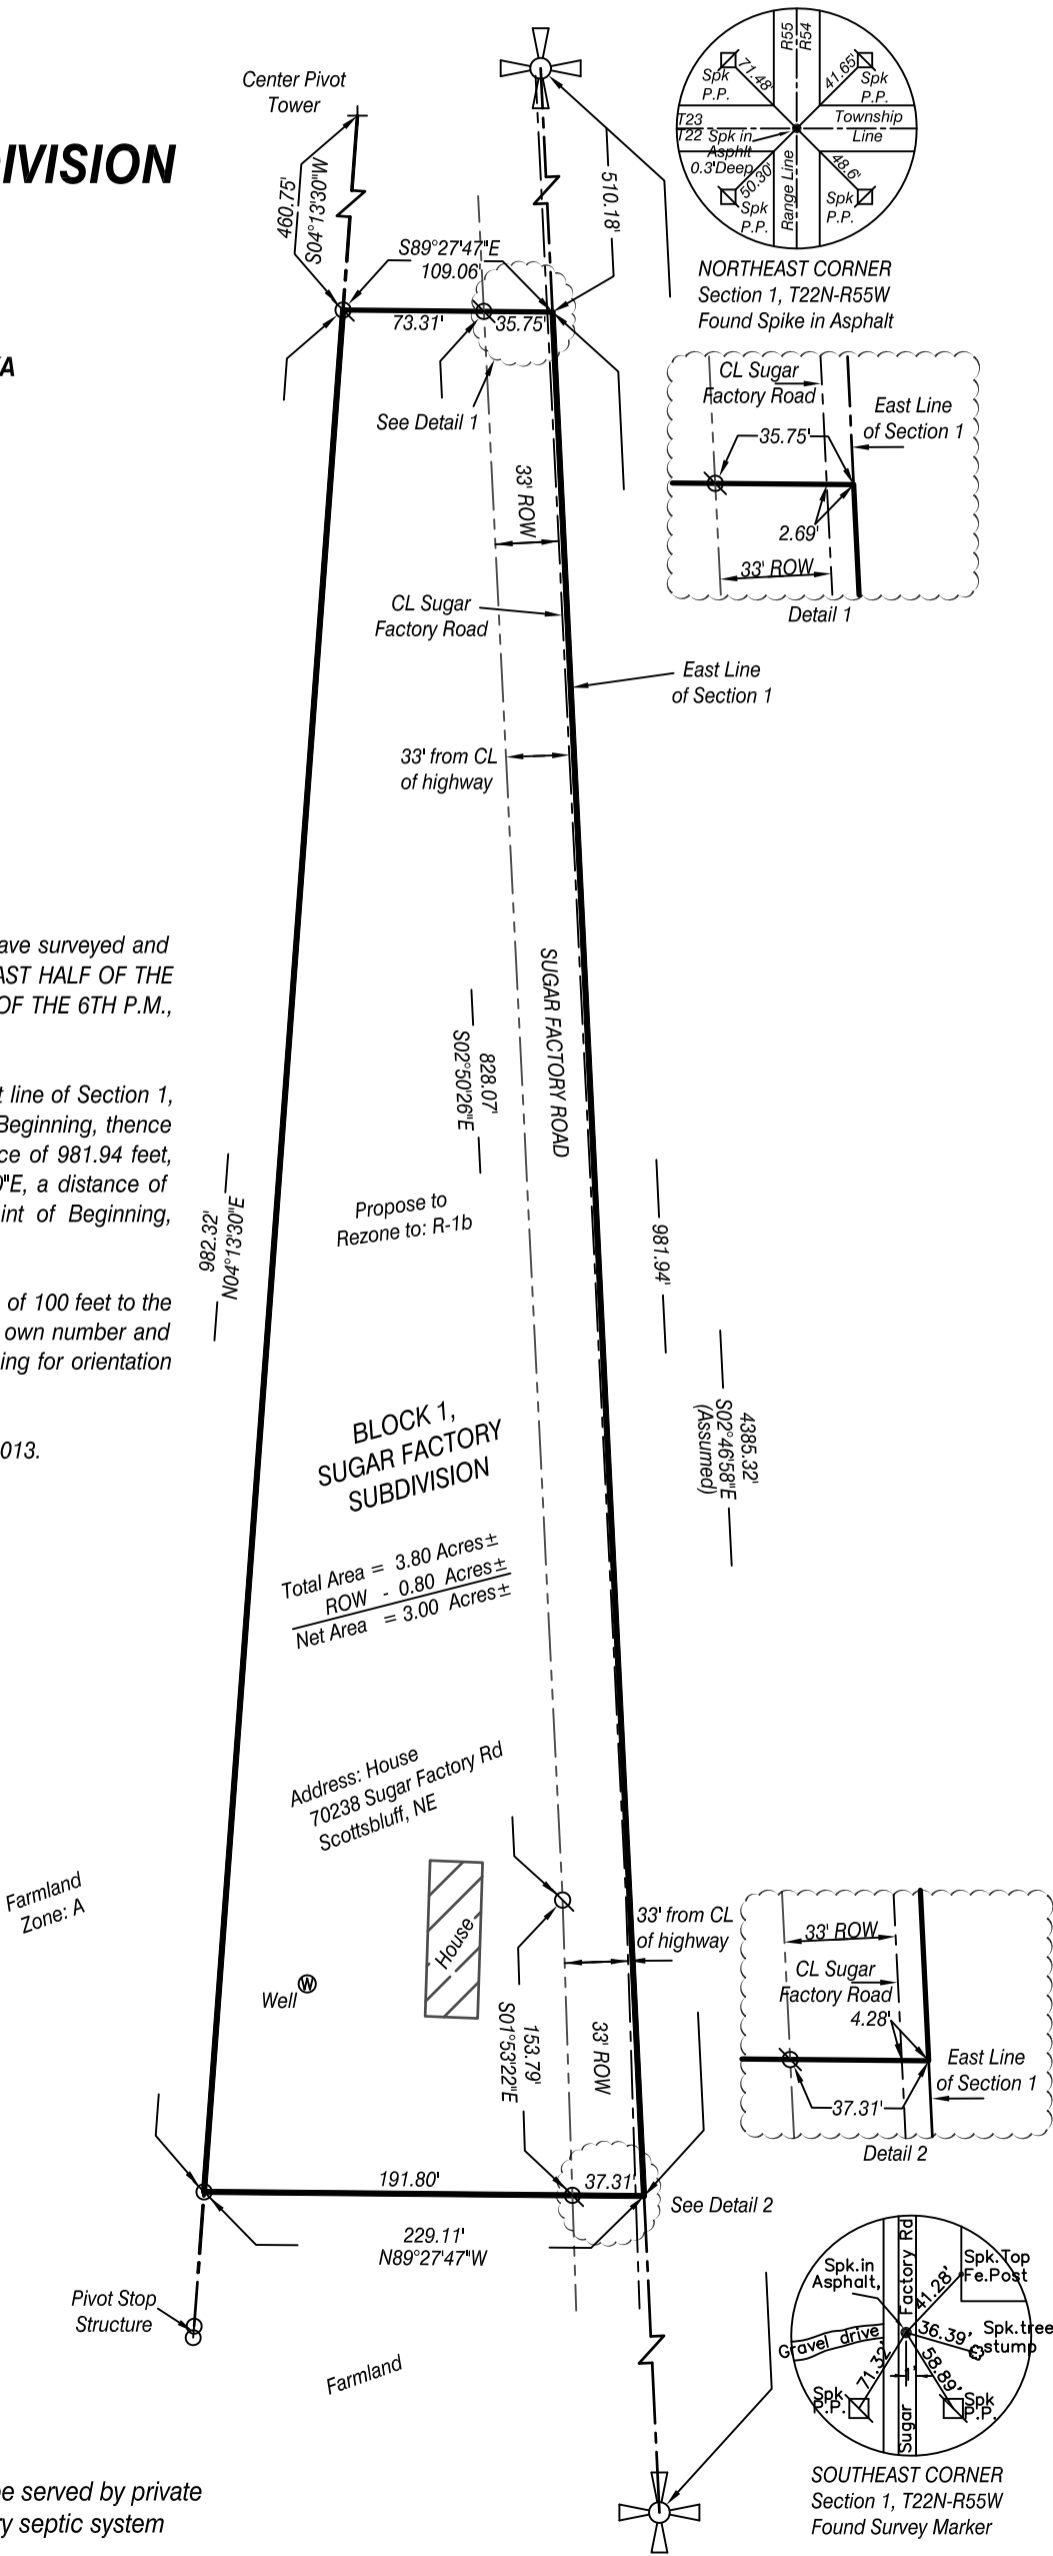 IVISION
Center Pivot
Tower
460.75'
S04°13'30"W
S89°27'47"E
109.06'
73.31'
35.75'
510.18'
See Detail 1
R55
R54
71.48'
41.65'
Spk
P.P.
Spk
P.P.
T23
T22
Township
Line
Spk in
Asphlt
0.3'Deep
50.30'
48.6'
Spk
P.P.
Range Line
Spk
P.P.
NORTHEAST CORNER
Section 1, T22N-R55W
Found Spike in Asphalt
CL Sugar
Factory Road
East Line
of Section 1
35.75'
2.69'
33' ROW
Detail 1
33' ROW
CL Sugar
Factory Road
East Line
of Section 1
33' from CL
of highway
SUGAR FACTORY ROAD
ave surveyed and
AST HALF OF THE
OF THE 6TH P.M.,
t line of Section 1,
Beginning, thence
ce of 981.94 feet,
0"E, a distance of
int of Beginning,
of 100 feet to the
own number and
ing for orientation
013.
828.07'
S02°50'26"E
982.32'
N04°13'30"E
Propose to
Rezone to: R-1b
981.94'
4385.32'
S02°46'58"E
(Assumed)
BLOCK 1,
SUGAR FACTORY
SUBDIVISION
Total Area = 3.80 Acres±
ROW - 0.80 Acres±
Net Area = 3.00 Acres±
Address: House
70238 Sugar Factory Rd
Scottsbluff, NE
Farmland
Zone: A
House
Well
W
33' from CL
of highway
153.79'
S01°53'22"E
33' ROW
33' ROW
CL Sugar
Factory Road
4.28'
East Line
of Section 1
37.31'
Detail 2
191.80'
37.31'
See Detail 2
229.11'
N89°27'47"W
Pivot Stop
Structure
Farmland
Spk.in
Asphalt,
Factory Rd
Spk.Top
Fe.Post
41.28'
36.39'
Spk.tree
stump
Gravel drive
71.32'
1'
58.89'
Spk
P.P.
Sugar
Spk
P.P.
SOUTHEAST CORNER
Section 1, T22N-R55W
Found Survey Marker
e served by private
ry septic system